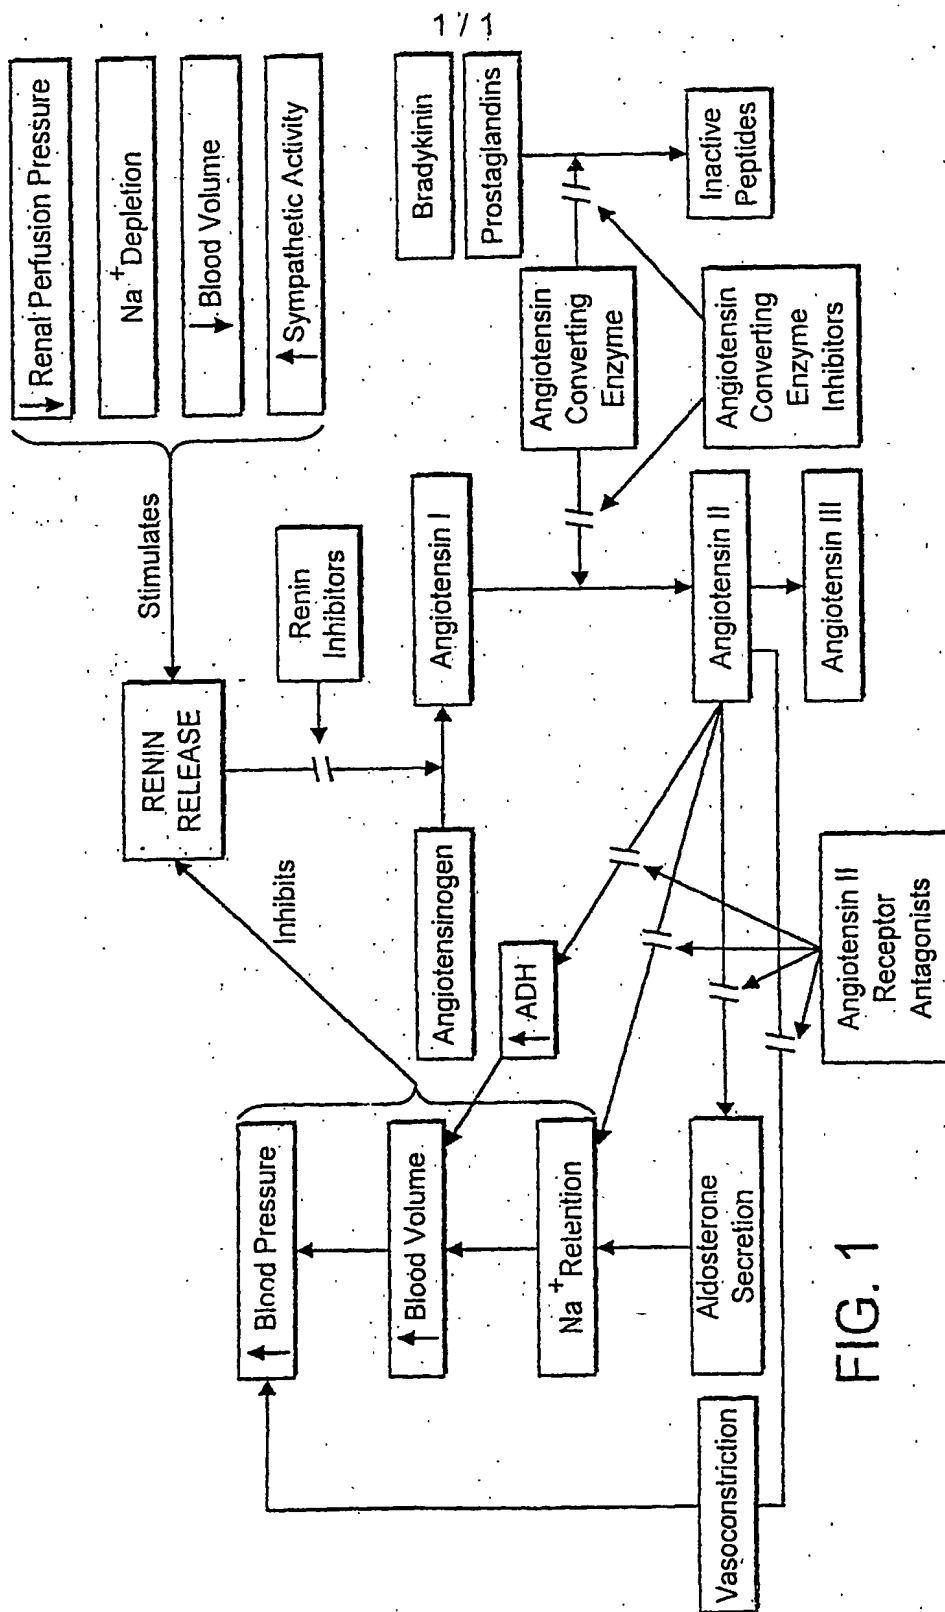 1 / 1
↓ Renal Perfusion Pressure
Na+ Depletion
↓ Blood Volume
↑ Sympathetic Activity
Stimulates
RENIN
RELEASE
Inhibits
Renin
Inhibitors
Angiotensinogen
Angiotensin I
Bradykinin
Prostaglandins
Angiotensin
Converting
Enzyme
Inactive
Peptides
Angiotensin
Converting
Enzyme
Inhibitors
↑ Blood Pressure
↑ Blood Volume
↑ ADH
Na+ Retention
Aldosterone
Secretion
Vasoconstriction
Angiotensin II
Angiotensin III
Angiotensin II
Receptor
Antagonists
FIG. 1